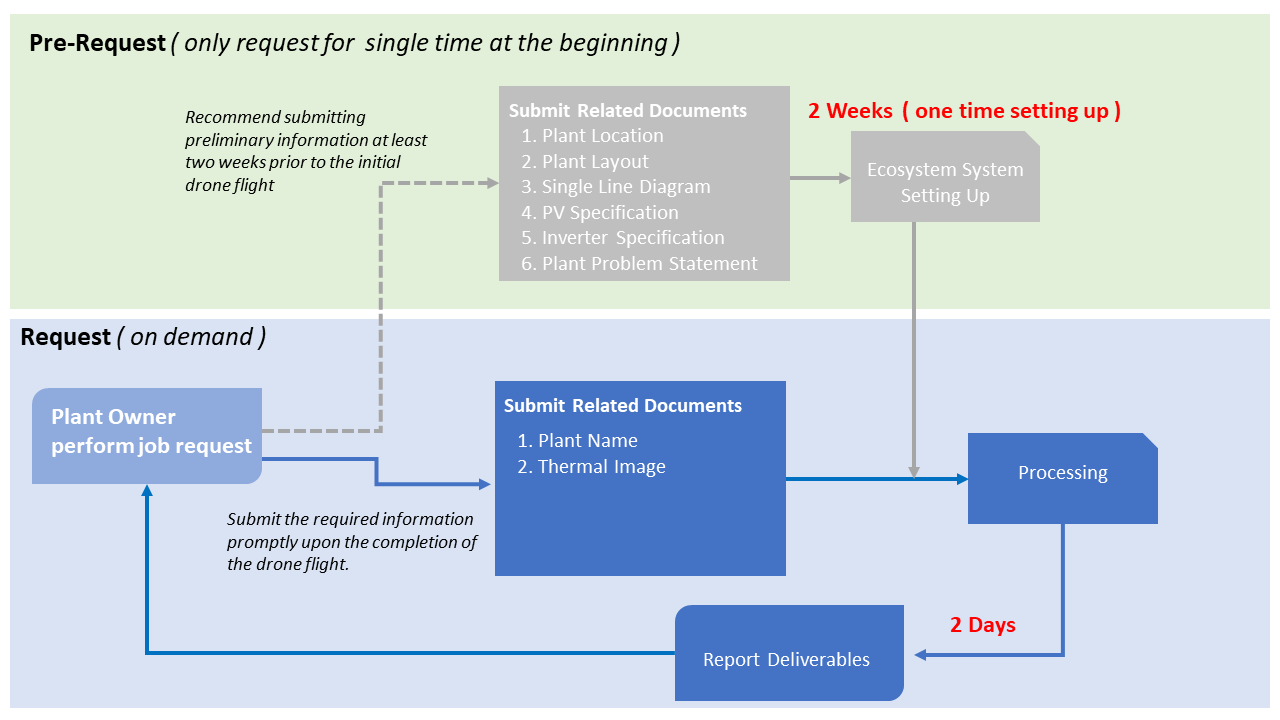 Pre-Request ( only request for single time at the beginning )
Recommend submitting
preliminary information at least
two weeks prior to the initial
drone flight
Submit Related Documents
1. Plant Location
2. Plant Layout
3. Single Line Diagram
4. PV Specification
5. Inverter Specification
6. Plant Problem Statement
2 Weeks ( one time setting up )
Ecosystem System
Setting Up
Request ( on demand )
Plant Owner
perform job request
Submit the required information
promptly upon the completion of
the drone flight.
Submit Related Documents
1. Plant Name
2. Thermal Image
Processing
2 Days
Report Deliverables